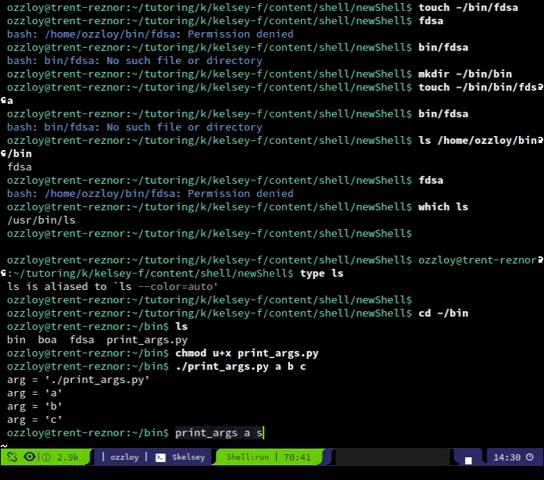 ozzloy@trent-reznor:~/tutoring/k/kelsey-f/content/shell/newShell$ touch ~/bin/fdsa
ozzloy@trent-reznor:~/tutoring/k/kelsey-f/content/shell/newShell$ fdsa
bash: /home/ozzloy/bin/fdsa: Permission denied
ozzloy@trent-reznor:~/tutoring/k/kelsey-f/content/shell/newShell$ bin/fdsa
bash: bin/fdsa: No such file or directory
ozzloy@trent-reznor:~/tutoring/k/kelsey-f/content/shell/newShell$ mkdir ~/bin/bin
ozzloy@trent-reznor:~/tutoring/k/kelsey-f/content/shell/newShell$ touch ~/bin/bin/fds
a
ozzloy@trent-reznor:~/tutoring/k/kelsey-f/content/shell/newShell$ bin/fdsa
bash: bin/fdsa: No such file or directory
ozzloy@trent-reznor:~/tutoring/k/kelsey-f/content/shell/newShell$ ls /home/ozzloy/bin
/bin
fdsa
ozzloy@trent-reznor:~/tutoring/k/kelsey-f/content/shell/newShell$ fdsa
bash: /home/ozzloy/bin/fdsa: Permission denied
ozzloy@trent-reznor:~/tutoring/k/kelsey-f/content/shell/newShell$ which ls
/usr/bin/ls
ozzloy@trent-reznor:~/tutoring/k/kelsey-f/content/shell/newShell$
ozzloy@trent-reznor:~/tutoring/k/kelsey-f/content/shell/newShell$ ozzloy@trent-reznor
:~/tutoring/k/kelsey-f/content/shell/newShell$ type ls
ls is aliased to `ls --color=auto'
ozzloy@trent-reznor:~/tutoring/k/kelsey-f/content/shell/newShell$
ozzloy@trent-reznor:~/tutoring/k/kelsey-f/content/shell/newShell$ cd ~/bin
ozzloy@trent-reznor:~/bin$ ls
bin  boa  fdsa  print_args.py
ozzloy@trent-reznor:~/bin$ chmod u+x print_args.py
ozzloy@trent-reznor:~/bin$ ./print_args.py a b c
arg = './print_args.py'
arg = 'a'
arg = 'b'
arg = 'c'
ozzloy@trent-reznor:~/bin$ print_args a s
~
① 2.9k | ozzloy | $kelsey Shell:run | 70:41 14:30